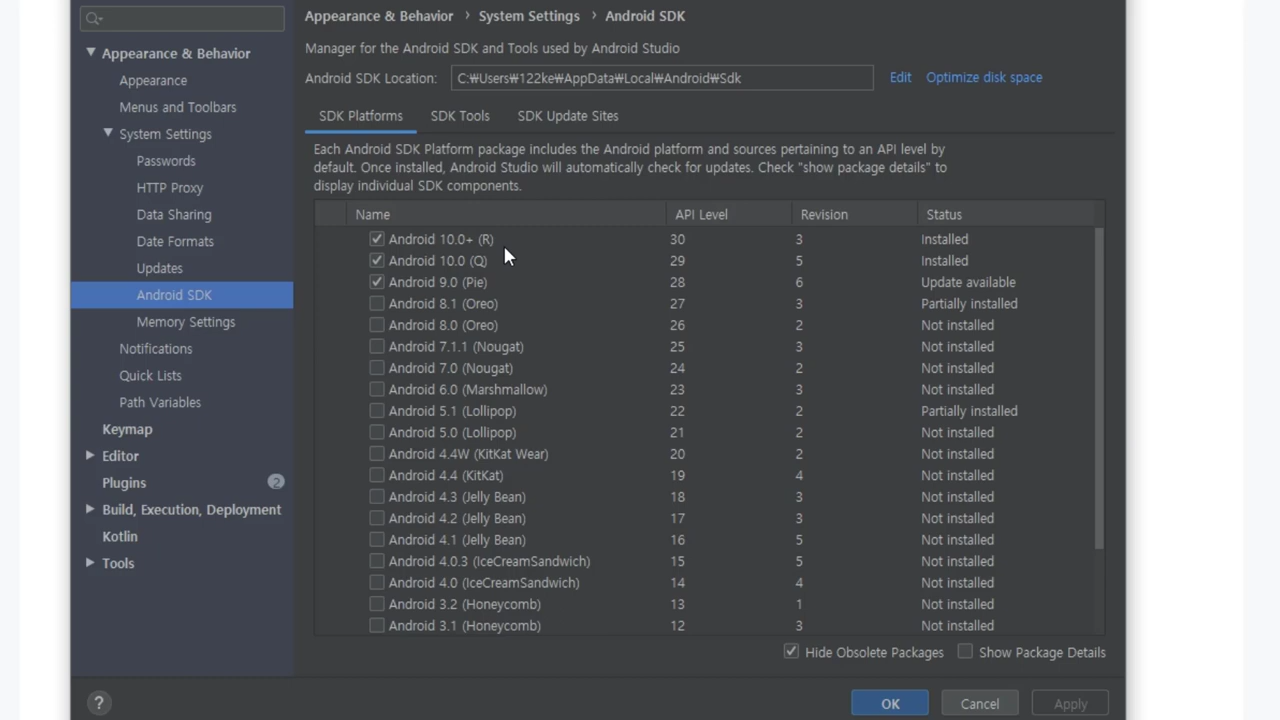 Appearance & Behavior
Appearance
Menus and Toolbars
System Settings
Passwords
HTTP Proxy
Data Sharing
Date Formats
Updates
Android SDK
Memory Settings
Notifications
Quick Lists
Path Variables
Keymap
Editor
Plugins 2
Build, Execution, Deployment
Kotlin
Tools
?
Appearance & Behavior › System Settings › Android SDK
Manager for the Android SDK and Tools used by Android Studio
Android SDK Location: C:₩Users₩122ke₩AppData₩Local₩Android₩Sdk Edit Optimize disk space
SDK Platforms SDK Tools SDK Update Sites
Each Android SDK Platform package includes the Android platform and sources pertaining to an API level by
default. Once installed, Android Studio will automatically check for updates. Check "show package details" to
display individual SDK components.
Name API Level Revision Status
Android 10.0+ (R) 30 3 Installed
Android 10.0 (Q) 29 5 Installed
Android 9.0 (Pie) 28 6 Update available
Android 8.1 (Oreo) 27 3 Partially installed
Android 8.0 (Oreo) 26 2 Not installed
Android 7.1.1 (Nougat) 25 3 Not installed
Android 7.0 (Nougat) 24 2 Not installed
Android 6.0 (Marshmallow) 23 3 Not installed
Android 5.1 (Lollipop) 22 2 Partially installed
Android 5.0 (Lollipop) 21 2 Not installed
Android 4.4W (KitKat Wear) 20 2 Not installed
Android 4.4 (KitKat) 19 4 Not installed
Android 4.3 (Jelly Bean) 18 3 Not installed
Android 4.2 (Jelly Bean) 17 3 Not installed
Android 4.1 (Jelly Bean) 16 5 Not installed
Android 4.0.3 (IceCreamSandwich) 15 5 Not installed
Android 4.0 (IceCreamSandwich) 14 4 Not installed
Android 3.2 (Honeycomb) 13 1 Not installed
Android 3.1 (Honeycomb) 12 3 Not installed
Hide Obsolete Packages Show Package Details
OK Cancel Apply